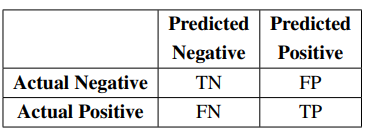 Predicted Predicted
Negative Positive
Actual Negative TN FP
Actual Positive FN TP